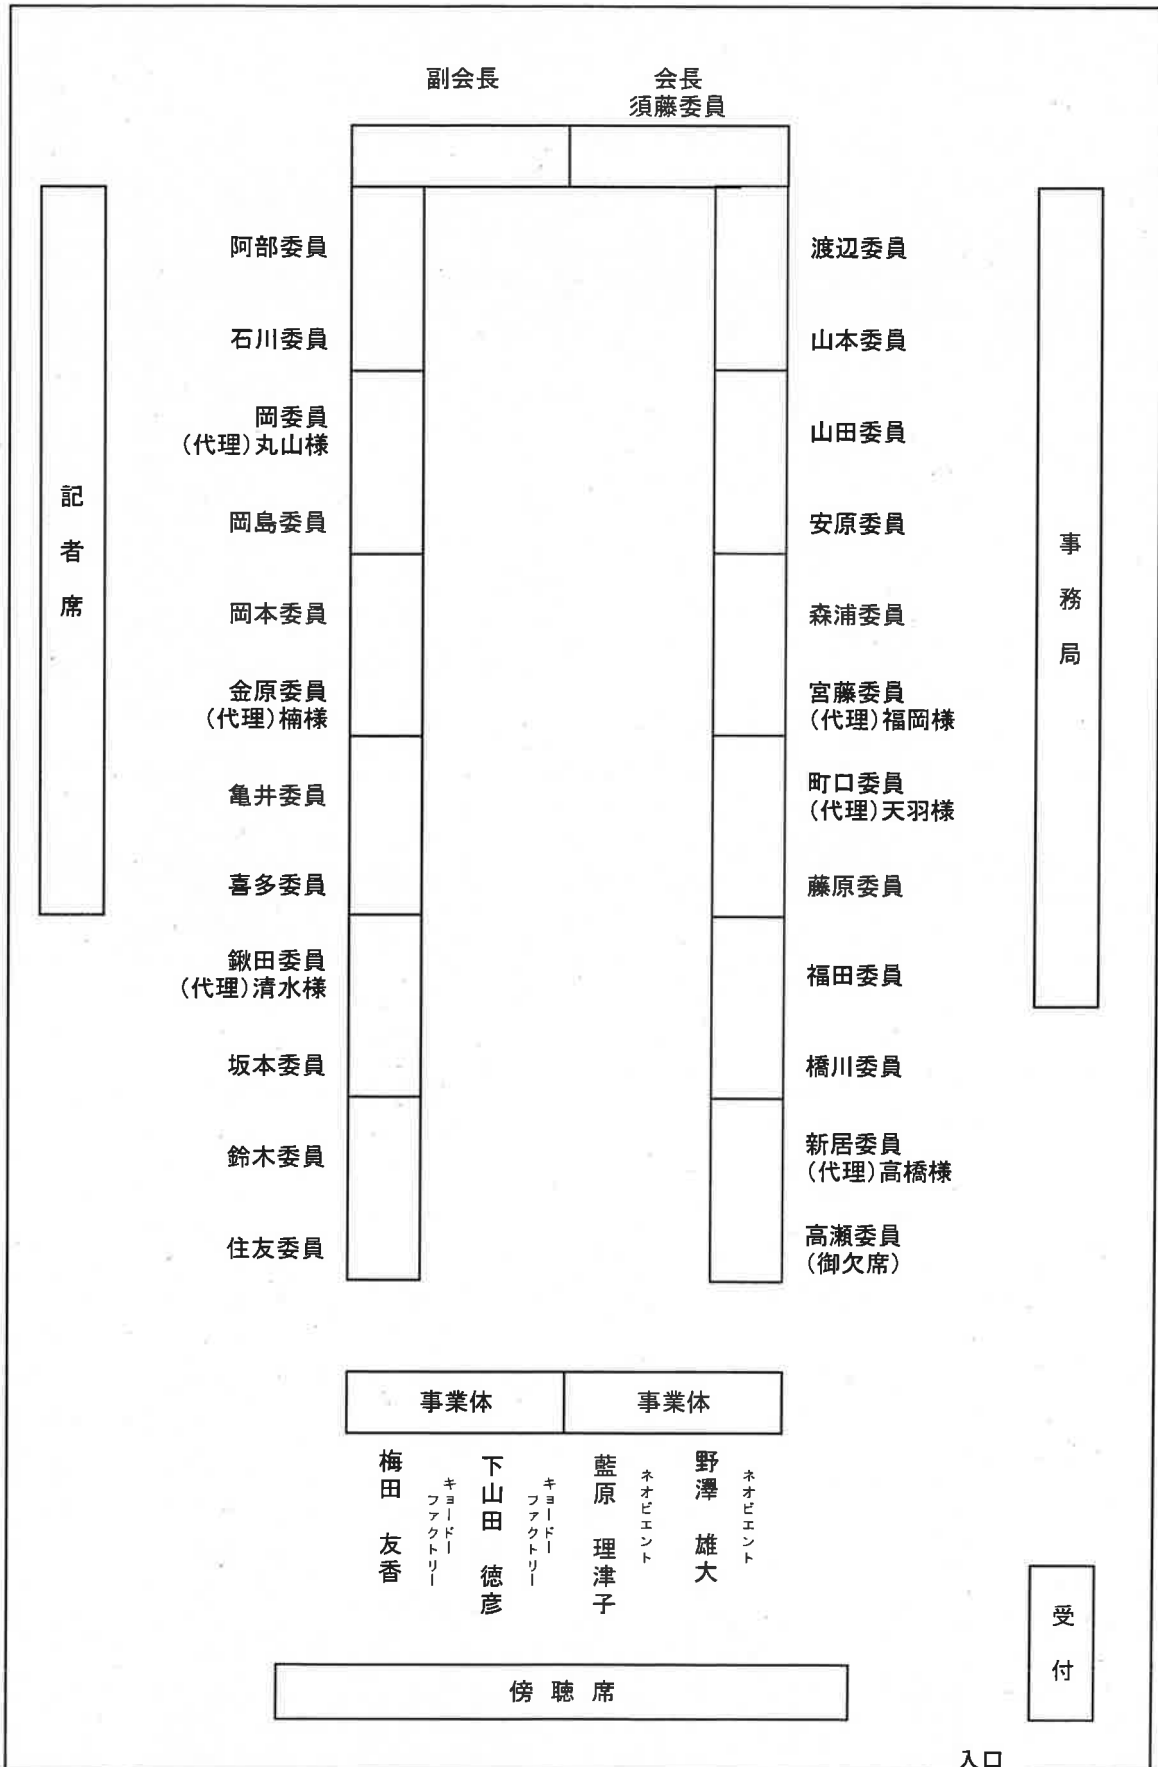 副会長
会長
須藤委員
阿部委員
石川委員
岡委員
(代理)丸山様
岡島委員
岡本委員
金原委員
(代理)楠様
亀井委員
喜多委員
鍬田委員
(代理)清水様
坂本委員
鈴木委員
住友委員
渡辺委員
山本委員
山田委員
安原委員
森浦委員
宮藤委員
(代理)福岡様
町口委員
(代理)天羽様
藤原委員
福田委員
橋川委員
新居委員
(代理)高橋様
高瀬委員
(御欠席)
記者席
事務局
事業体
事業体
梅田 友香
キョードー
ファクトリー
下山田 徳彦
キョードー
ファクトリー
藍原 理津子
ネオビエント
野澤 雄大
ネオビエント
傍聴席
受付
入口